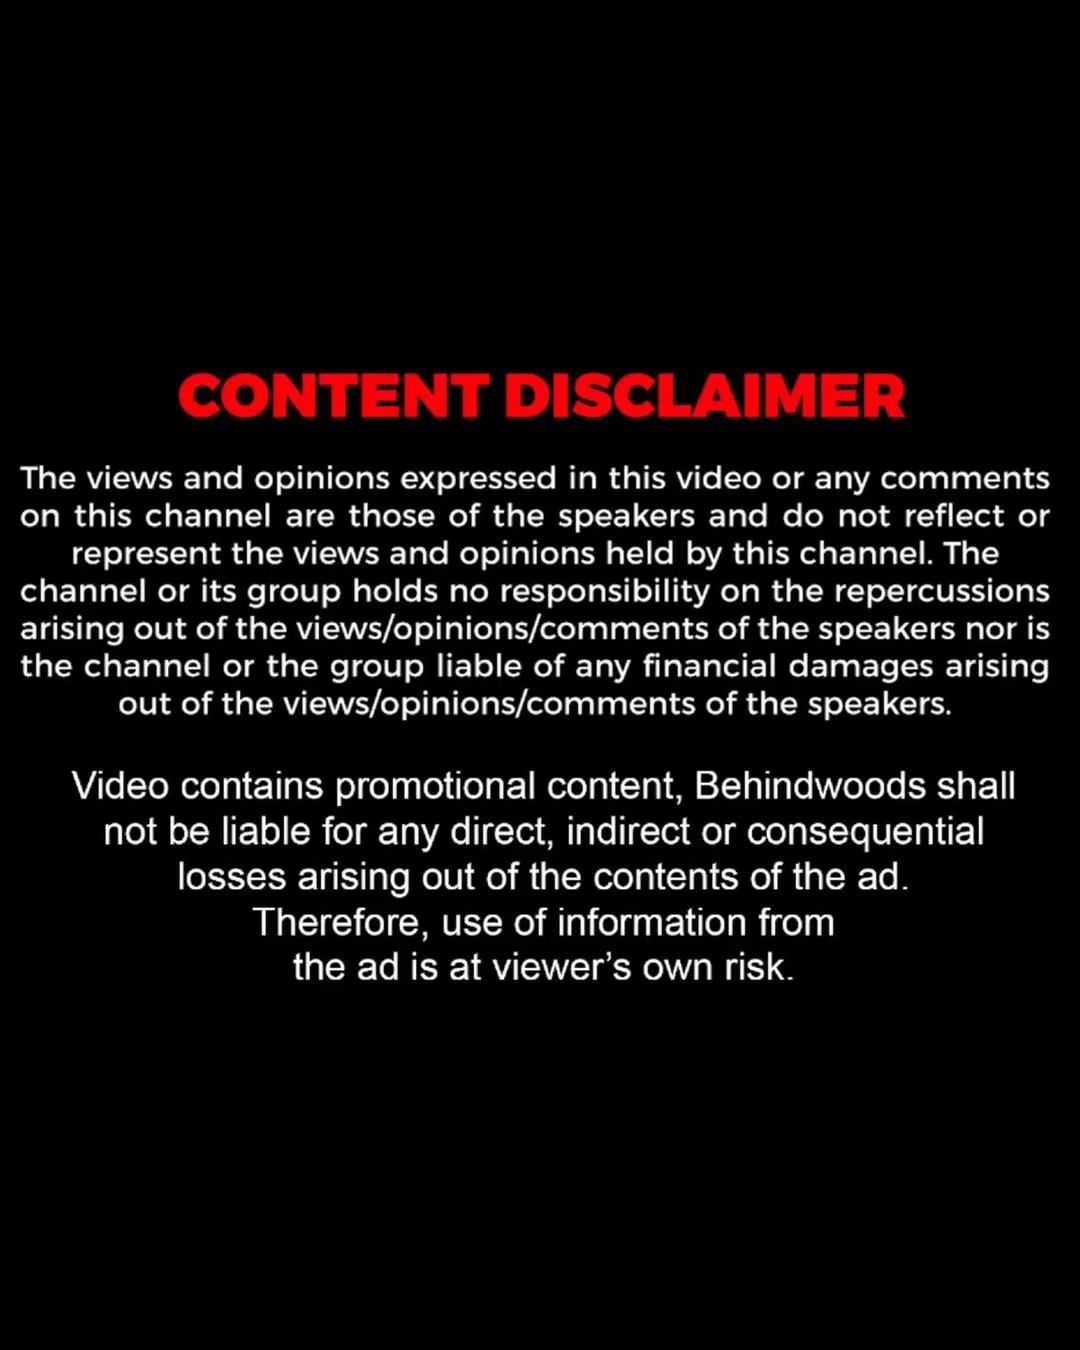 CONTENT DISCLAIMER
The views and opinions expressed in this video or any comments
on this channel are those of the speakers and do not reflect or
represent the views and opinions held by this channel. The
channel or its group holds no responsibility on the repercussions
arising out of the views/opinions/comments of the speakers nor is
the channel or the group liable of any financial damages arising
out of the views/opinions/comments of the speakers.
Video contains promotional content, Behindwoods shall
not be liable for any direct, indirect or consequential
losses arising out of the contents of the ad.
Therefore, use of information from
the ad is at viewer’s own risk.